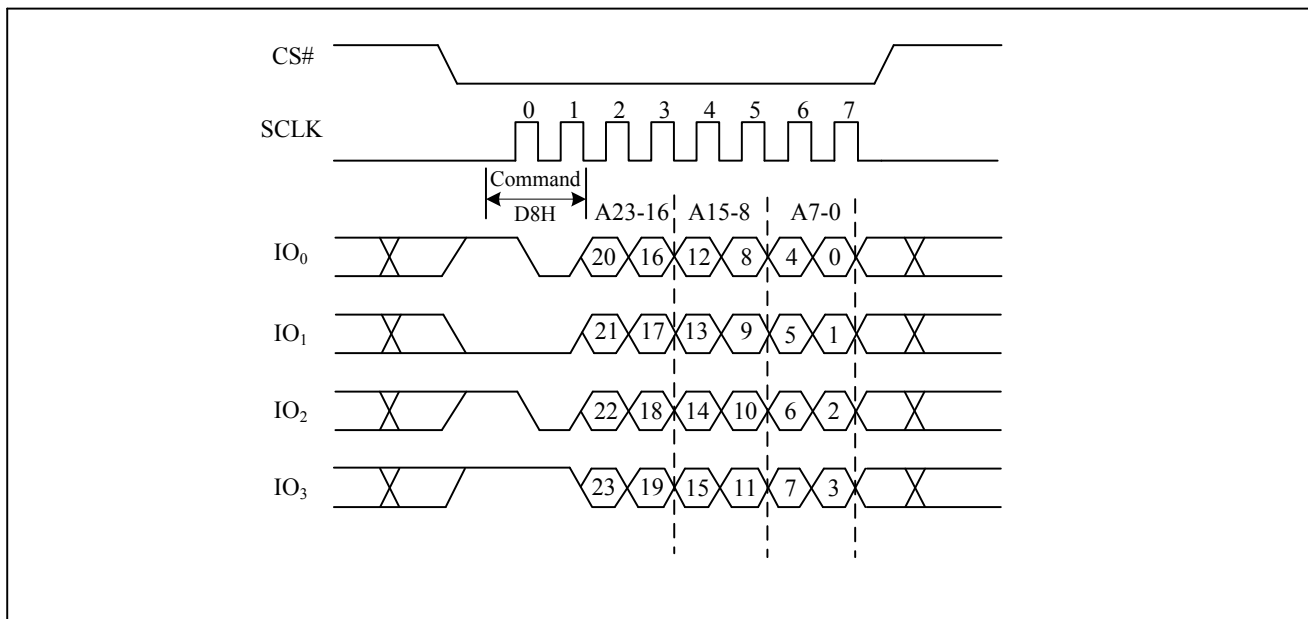 CS#
0 1 2 3 4 5 6 7
SCLK
Command
D8H
A23-16 A15-8 A7-0
IO₀ 20 16 12 8 4 0
IO₁ 21 17 13 9 5 1
IO₂ 22 18 14 10 6 2
IO₃ 23 19 15 11 7 3